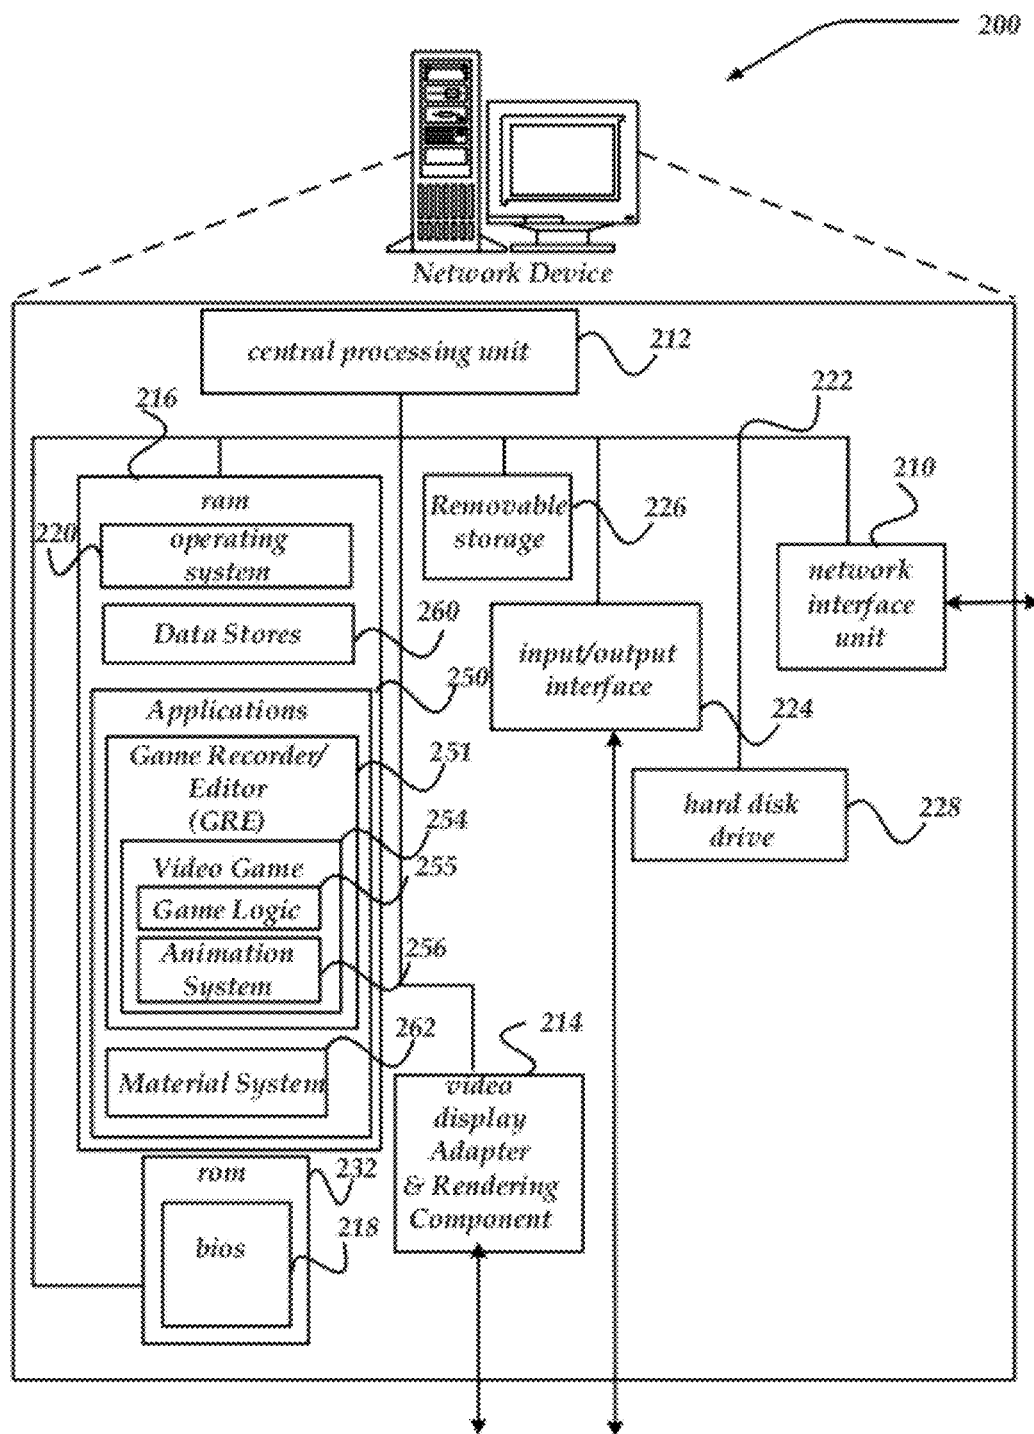 200
Network Device
central processing unit
212
216
222
ram
Removable
storage
226
210
220
operating
system
network
interface
unit
Data Stores
260
input/output
interface
250
Applications
224
Game Recorder/
Editor
(GRE)
251
hard disk
drive
228
254
Video Game
255
Game Logic
Animation
System
256
262
Material System
214
video
display
Adapter
& Rendering
Component
rom
232
bios
218